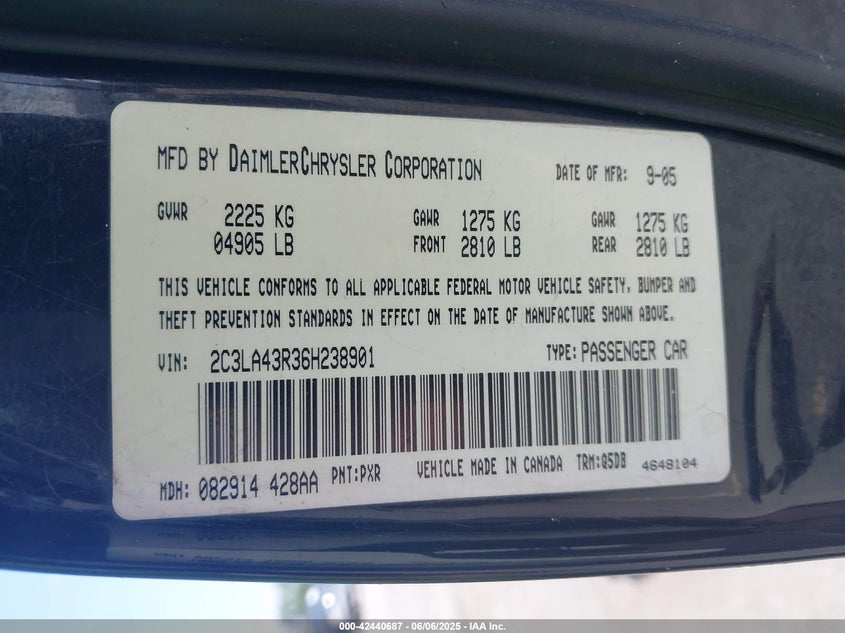 MFD BY DAIMLERCHRYSLER CORPORATION DATE OF MFR: 9-05
GVWR 2225 KG GAWR 1275 KG GAWR 1275 KG
04905 LB FRONT 2810 LB REAR 2810 LB
THIS VEHICLE CONFORMS TO ALL APPLICABLE FEDERAL MOTOR VEHICLE SAFETY, BUMPER AND
THEFT PREVENTION STANDARDS IN EFFECT ON THE DATE OF MANUFACTURE SHOWN ABOVE.
VIN: 2C3LA43R36H238901 TYPE: PASSENGER CAR
MDH: 082914 428AA PNT:PXR VEHICLE MADE IN CANADA TRM:Q5DB 4648104
000-42440687 - 06/06/2025 - IAA Inc.